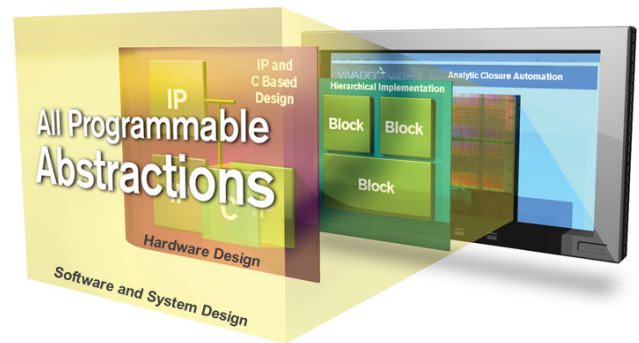 IP and
C Based
Design
IP
All Programmable
Abstractions
C
Hardware Design
Software and System Design
VIVADO
Analytic Closure Automation
Hierarchical Implementation
Block Block
Block